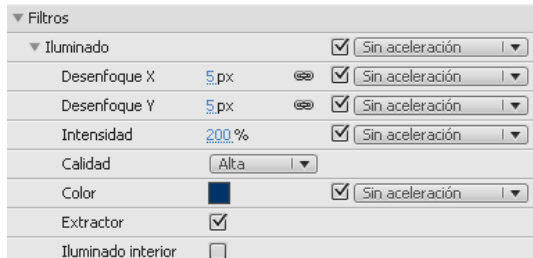 Filtros
Iluminado Sin aceleración
Desenfoque X 5 px Sin aceleración
Desenfoque Y 5 px Sin aceleración
Intensidad 200 % Sin aceleración
Calidad Alta
Color Sin aceleración
Extractor
Iluminado interior